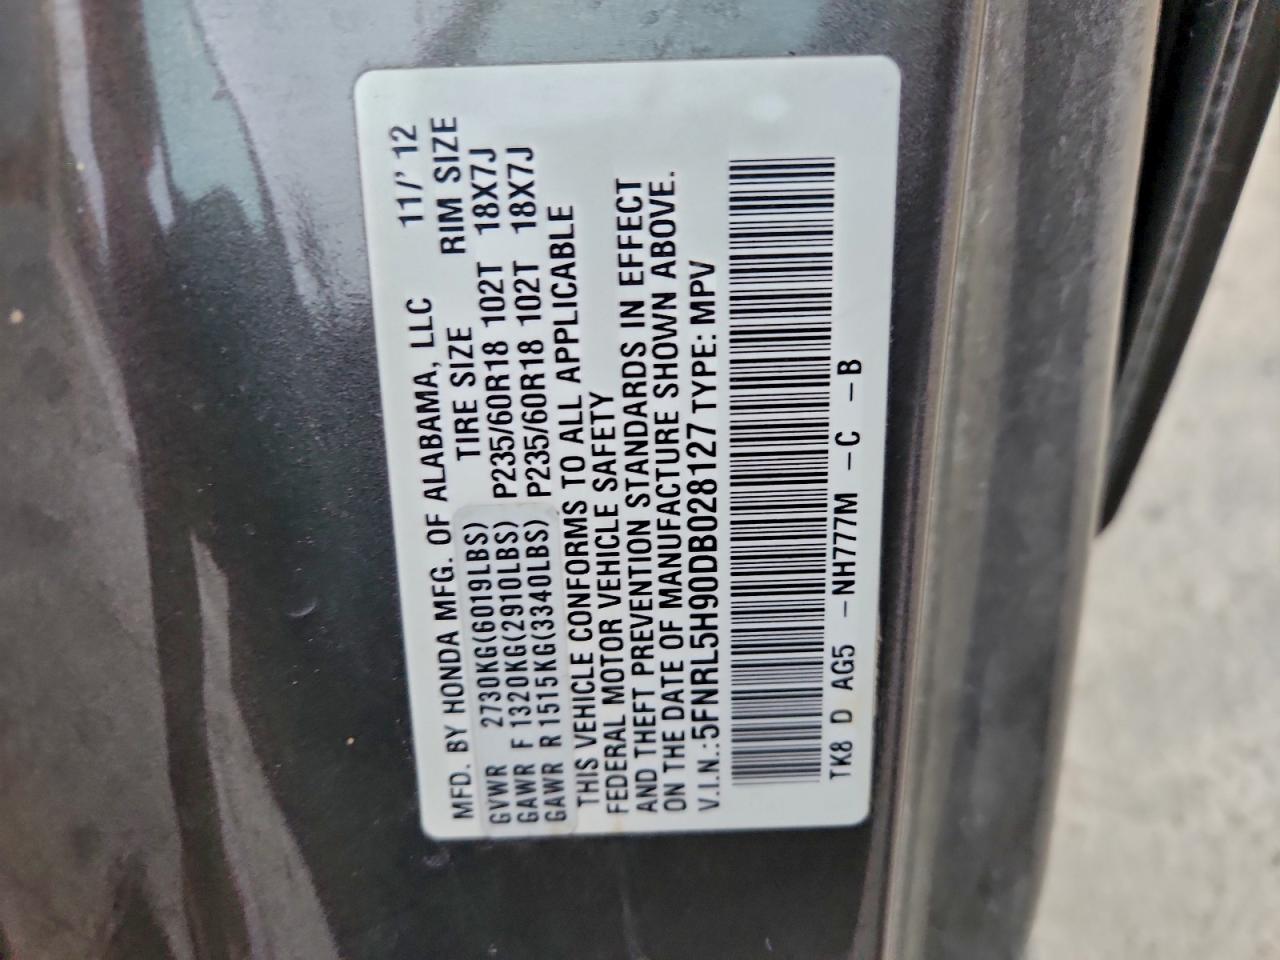 MFD. BY HONDA MFG. OF ALABAMA, LLC 11/'12
TIRE SIZE RIM SIZE
GVWR 2730KG(6019LBS)
GAWR F 1320KG(2910LBS) P235/60R18 102T 18X7J
GAWR R 1515KG(3340LBS) P235/60R18 102T 18X7J
THIS VEHICLE CONFORMS TO ALL APPLICABLE
FEDERAL MOTOR VEHICLE SAFETY
AND THEFT PREVENTION STANDARDS IN EFFECT
ON THE DATE OF MANUFACTURE SHOWN ABOVE.
V.I.N.:5FNRL5H90DB028127 TYPE: MPV
TK8 D AG5 -NH777M -C -B